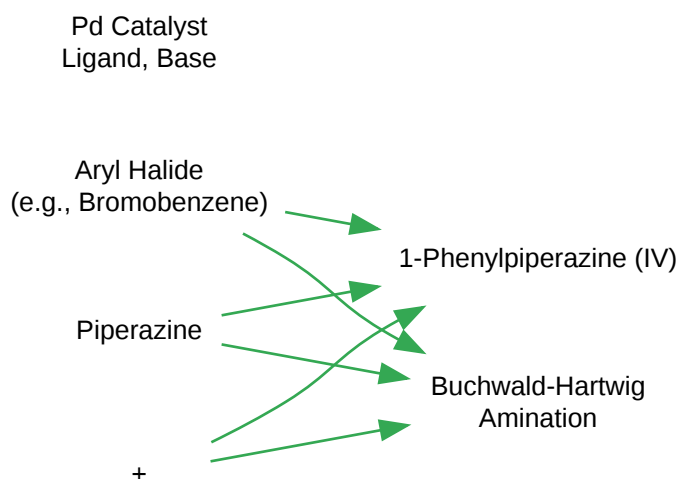 Pd Catalyst
Ligand, Base
Aryl Halide
(e.g., Bromobenzene)
1-Phenylpiperazine (IV)
Piperazine
Buchwald-Hartwig
Amination
+